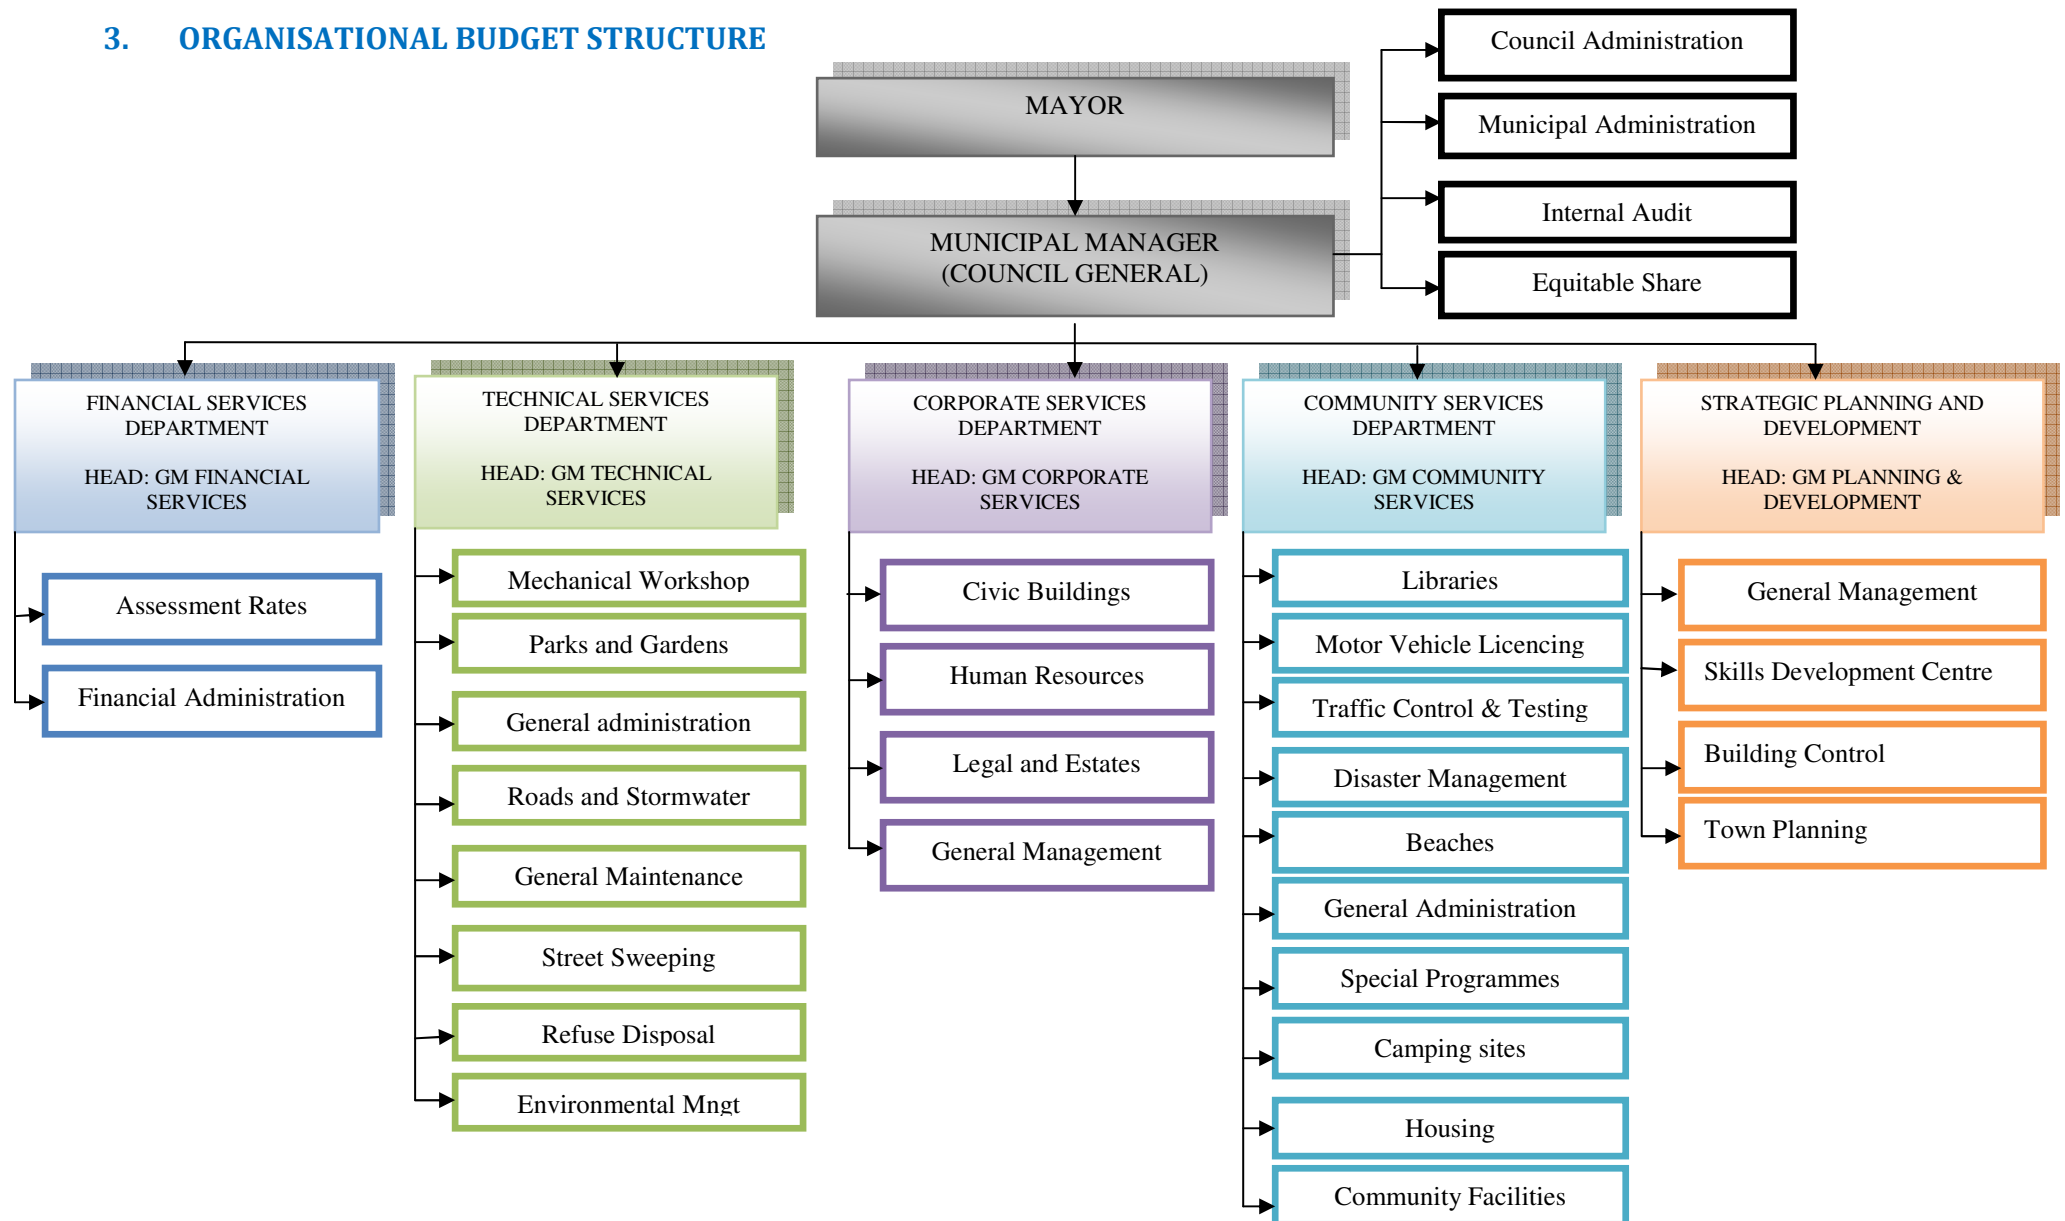 3. ORGANISATIONAL BUDGET STRUCTURE
MAYOR
MUNICIPAL MANAGER
(COUNCIL GENERAL)
Council Administration
Municipal Administration
Internal Audit
Equitable Share
FINANCIAL SERVICES
DEPARTMENT
HEAD: GM FINANCIAL
SERVICES
Assessment Rates
Financial Administration
TECHNICAL SERVICES
DEPARTMENT
HEAD: GM TECHNICAL
SERVICES
Mechanical Workshop
Parks and Gardens
General administration
Roads and Stormwater
General Maintenance
Street Sweeping
Refuse Disposal
Environmental Mngt
CORPORATE SERVICES
DEPARTMENT
HEAD: GM CORPORATE
SERVICES
Civic Buildings
Human Resources
Legal and Estates
General Management
COMMUNITY SERVICES
DEPARTMENT
HEAD: GM COMMUNITY
SERVICES
Libraries
Motor Vehicle Licencing
Traffic Control & Testing
Disaster Management
Beaches
General Administration
Special Programmes
Camping sites
Housing
Community Facilities
STRATEGIC PLANNING AND
DEVELOPMENT
HEAD: GM PLANNING &
DEVELOPMENT
General Management
Skills Development Centre
Building Control
Town Planning